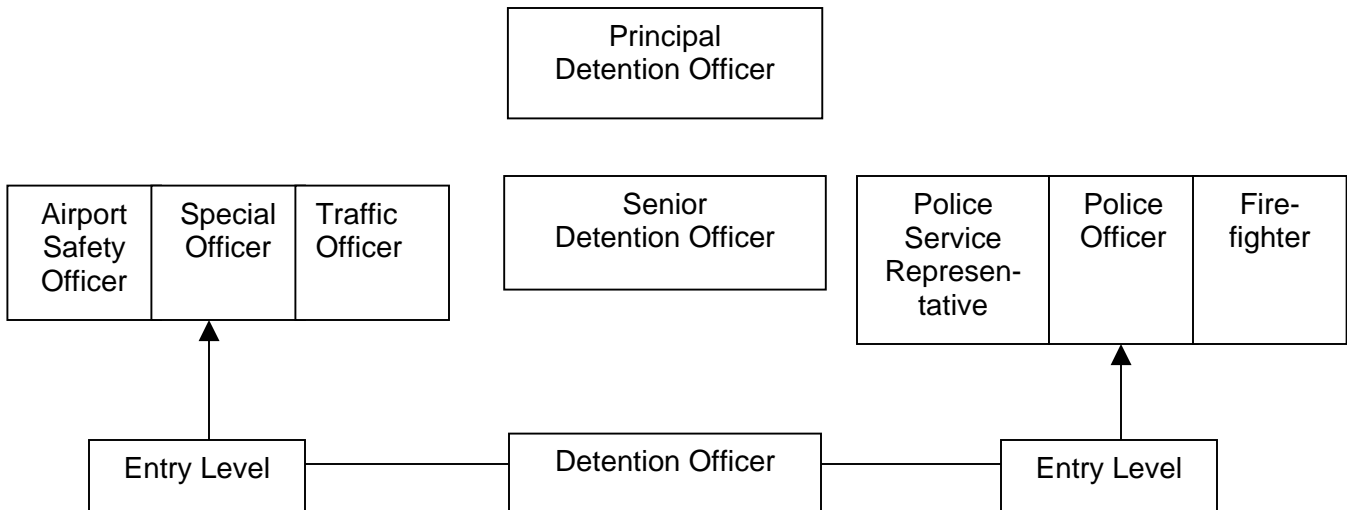 Principal
Detention Officer
Airport
Safety
Officer
Special
Officer
Traffic
Officer
Senior
Detention Officer
Police
Service
Represen-
tative
Police
Officer
Fire-
fighter
Entry Level
Detention Officer
Entry Level